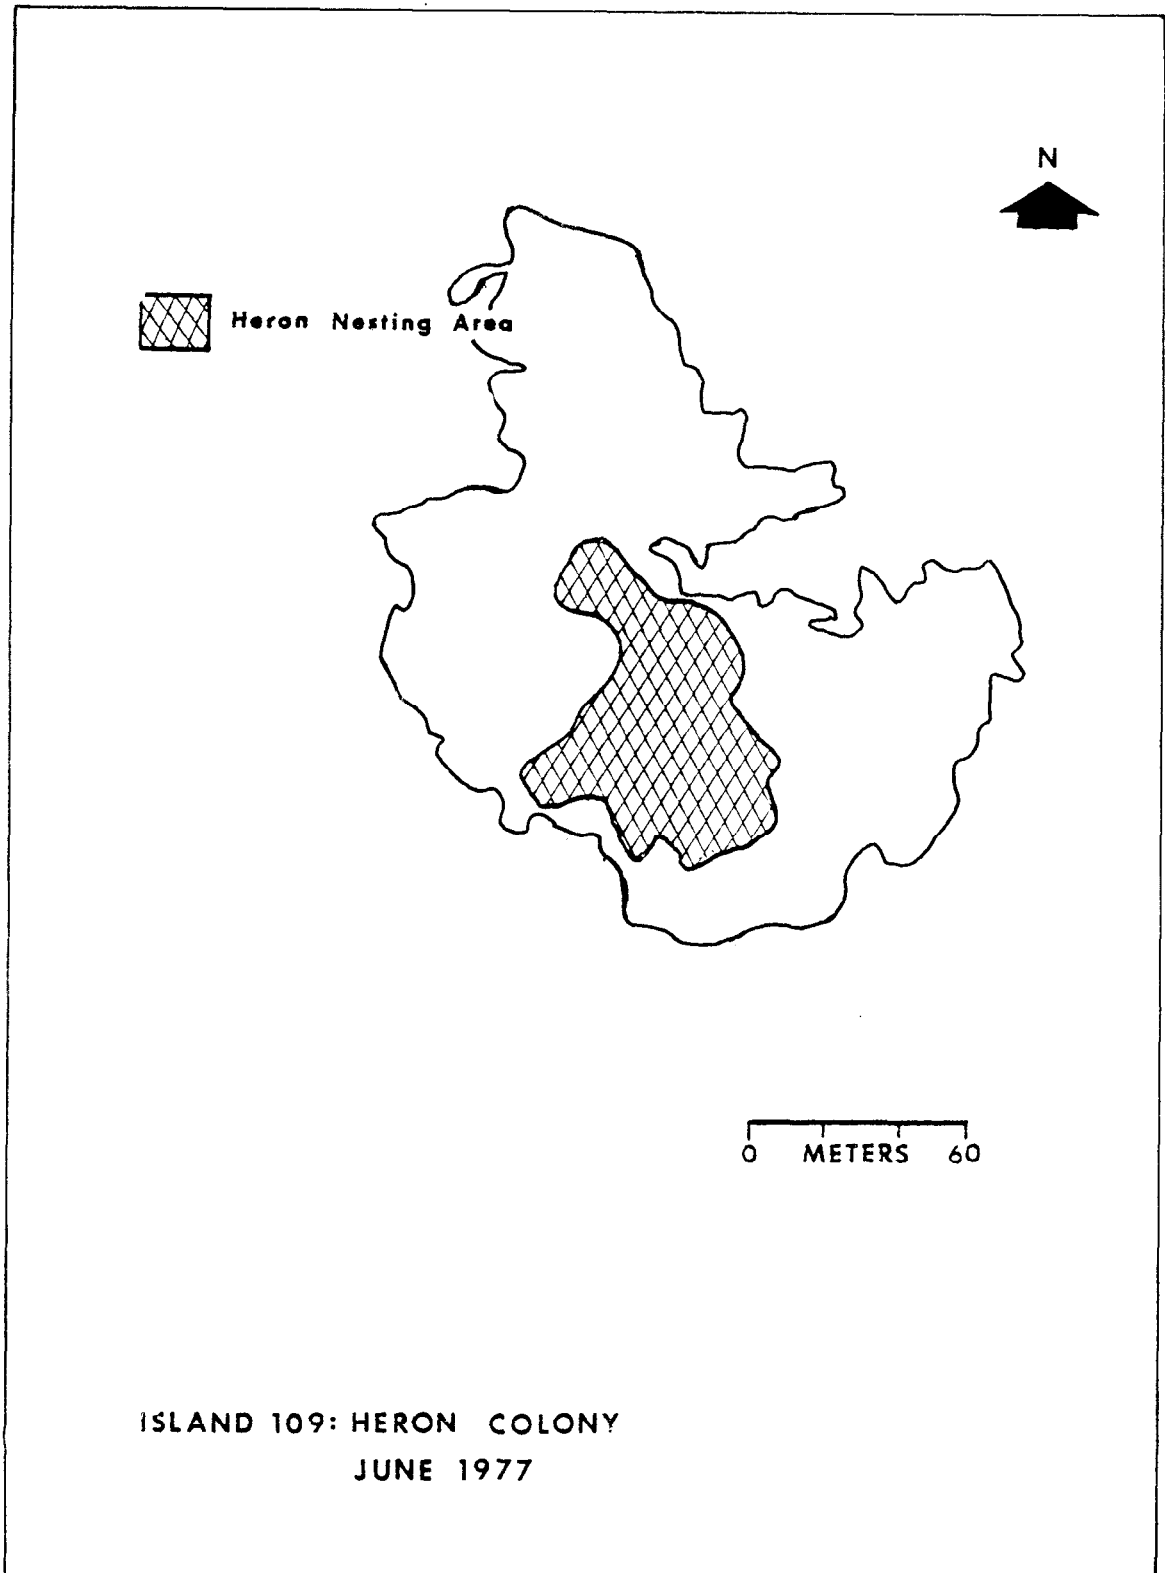 N
Heron Nesting Area
0 METERS 60
ISLAND 109: HERON COLONY
JUNE 1977